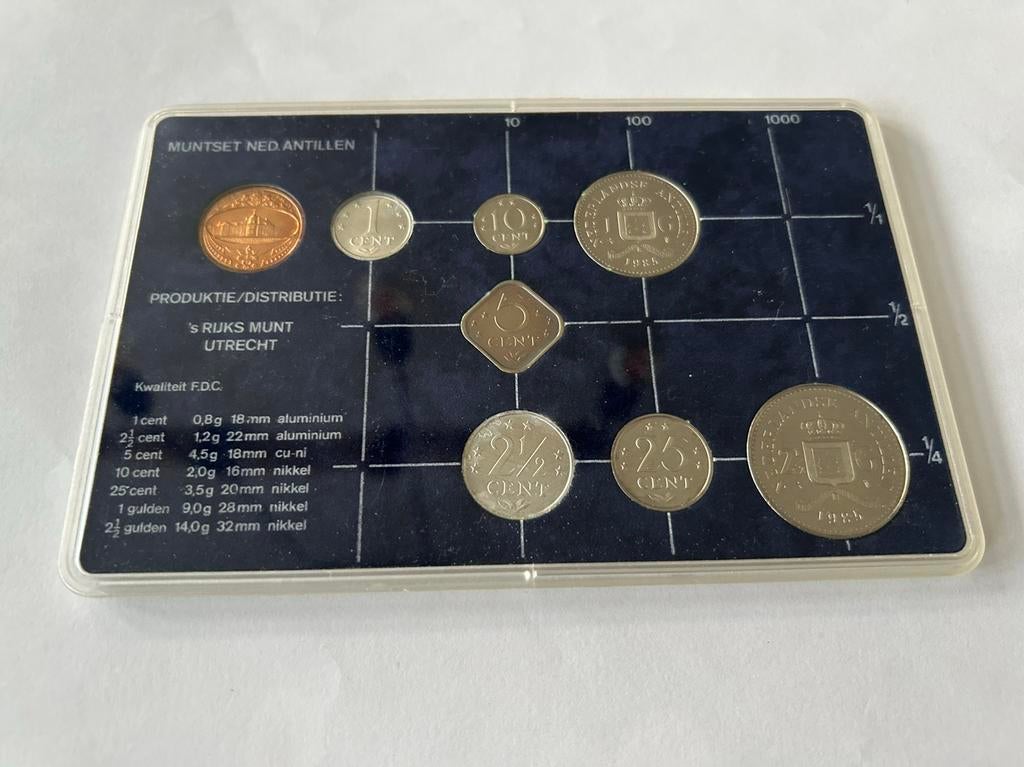 1 10 100 1000
MUNTSET NED. ANTILLEN
1/1
1
CENT
10
CENT
NEDERLANDSE ANTILLEN
1 G
1985
PRODUKTIE/DISTRIBUTIE:
's RIJKS MUNT
UTRECHT
5
CENT
1/2
Kwaliteit F.D.C.
1 cent 0,8g 18mm aluminium
2½ cent 1,2g 22mm aluminium
5 cent 4,5g 18mm cu-ni
10 cent 2,0g 16mm nikkel
25 cent 3,5g 20mm nikkel
1 gulden 9,0g 28mm nikkel
2½ gulden 14,0g 32mm nikkel
2½
CENT
25
CENT
NEDERLANDSE ANTILLEN
2½ G
1985
1/4